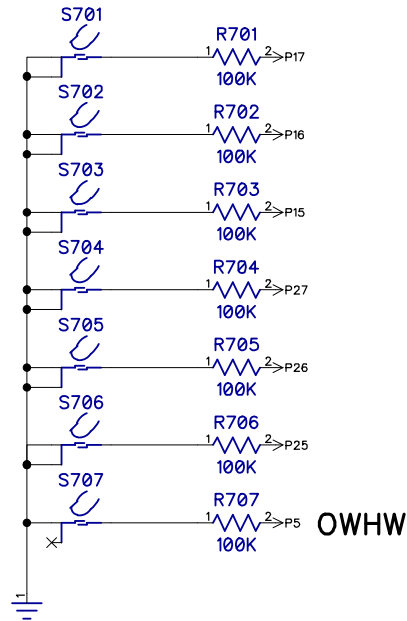 S701
R701
1 2 P17
100K
S702
R702
1 2 P16
100K
S703
R703
1 2 P15
100K
S704
R704
1 2 P27
100K
S705
R705
1 2 P26
100K
S706
R706
1 2 P25
100K
S707
R707
1 2 P5 OWHW
100K
1